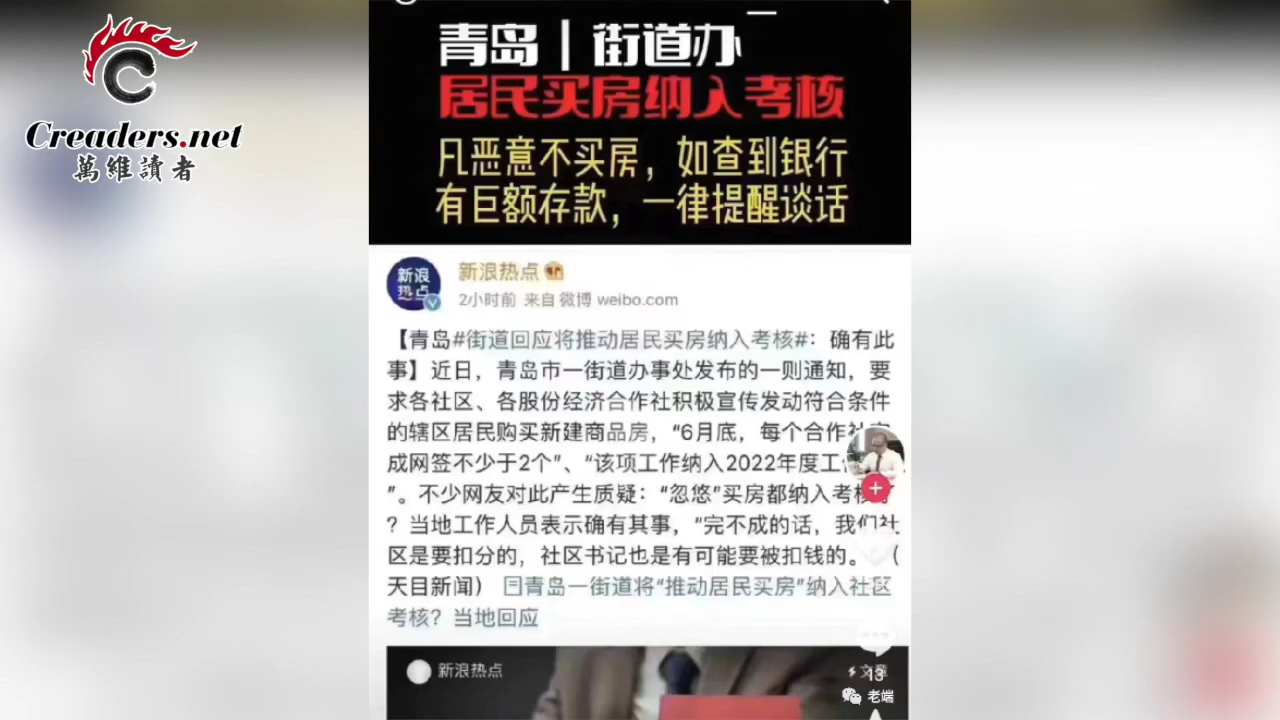 Creaders.net
萬維讀者
青岛｜街道办
居民买房纳入考核
凡恶意不买房，如查到银行
有巨额存款，一律提醒谈话
新浪
热点
新浪热点
2小时前 来自 微博 weibo.com
【青岛#街道回应将推动居民买房纳入考核#：确有此
事】近日，青岛市一街道办事处发布的一则通知，要
求各社区、各股份经济合作社积极宣传发动符合条件
的辖区居民购买新建商品房，“6月底，每个合作社完
成网签不少于2个”、“该项工作纳入2022年度工
”。不少网友对此产生质疑：“忽悠”买房都纳入考核了
？当地工作人员表示确有其事，“完不成的话，我们社
区是要扣分的，社区书记也是有可能要被扣钱的。（
天目新闻）青岛一街道将“推动居民买房”纳入社区
考核？当地回应
新浪热点
文章
13
老端